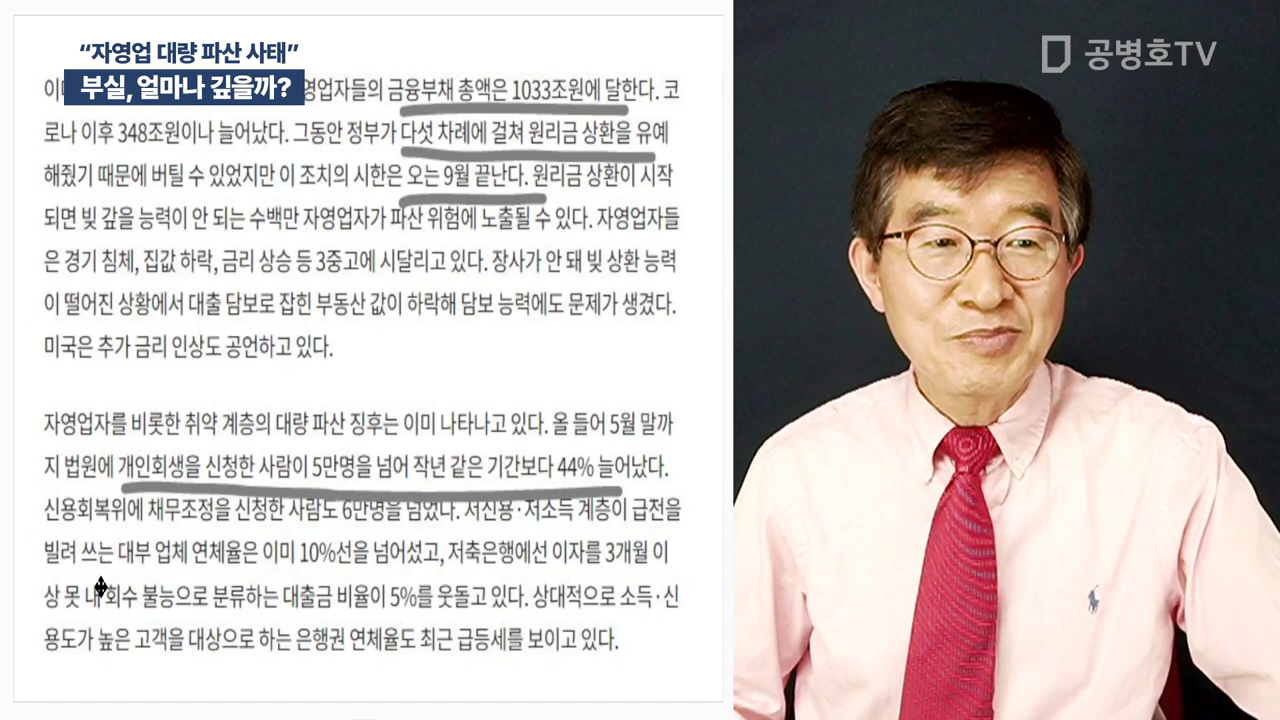 “자영업 대량 파산 사태”
부실, 얼마나 깊을까?
공병호TV
영업자들의 금융부채 총액은 1033조원에 달한다. 코
로나 이후 348조원이나 늘어났다. 그동안 정부가 다섯 차례에 걸쳐 원리금 상환을 유예
해줬기 때문에 버틸 수 있었지만 이 조치의 시한은 오는 9월 끝난다. 원리금 상환이 시작
되면 빚 갚을 능력이 안 되는 수백만 자영업자가 파산 위험에 노출될 수 있다. 자영업자들
은 경기 침체, 집값 하락, 금리 상승 등 3중고에 시달리고 있다. 장사가 안 돼 빚 상환 능력
이 떨어진 상황에서 대출 담보로 잡힌 부동산 값이 하락해 담보 능력에도 문제가 생겼다.
미국은 추가 금리 인상도 공언하고 있다.
자영업자를 비롯한 취약 계층의 대량 파산 징후는 이미 나타나고 있다. 올 들어 5월 말까
지 법원에 개인회생을 신청한 사람이 5만명을 넘어 작년 같은 기간보다 44% 늘어났다.
신용회복위에 채무조정을 신청한 사람도 6만명을 넘었다. 저신용·저소득 계층이 급전을
빌려 쓰는 대부 업체 연체율은 이미 10%선을 넘어섰고, 저축은행에선 이자를 3개월 이
상 못 내 회수 불능으로 분류하는 대출금 비율이 5%를 웃돌고 있다. 상대적으로 소득·신
용도가 높은 고객을 대상으로 하는 은행권 연체율도 최근 급등세를 보이고 있다.